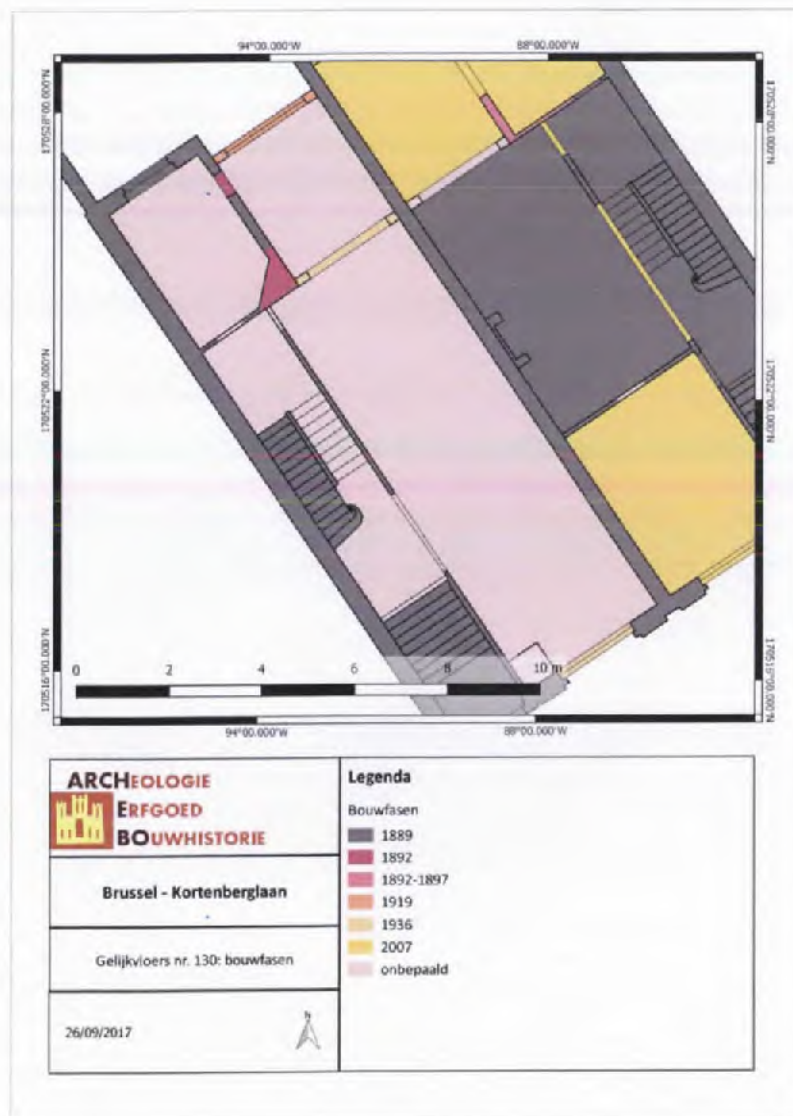 94°00.000'W 88°00.000'W
170528°00.000'N 170528°00.000'N
170522°00.000'N 170522°00.000'N
170516°00.000'N 170516°00.000'N
0 2 4 6 8 10 m
94°00.000'W 88°00.000'W
ARCHEOLOGIE
ERFGOED
BOUWHISTORIE
Brussel - Kortenberglaan
Gelijkvloers nr. 130: bouwfasen
26/09/2017
N
Legenda
Bouwfasen
1889
1892
1892-1897
1919
1936
2007
onbepaald